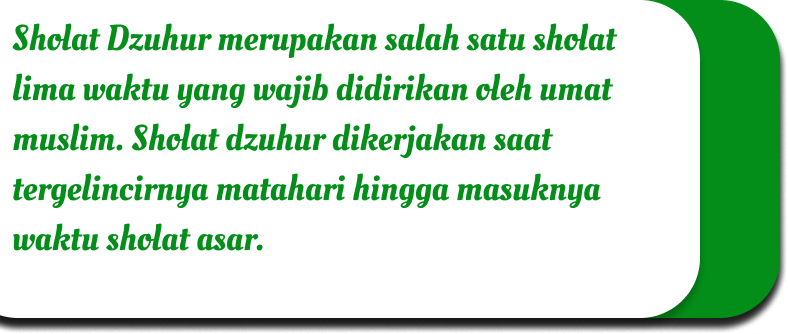 Sholat Dzuhur merupakan salah satu sholat
lima waktu yang wajib didirikan oleh umat
muslim. Sholat dzuhur dikerjakan saat
tergelincirnya matahari hingga masuknya
waktu sholat asar.